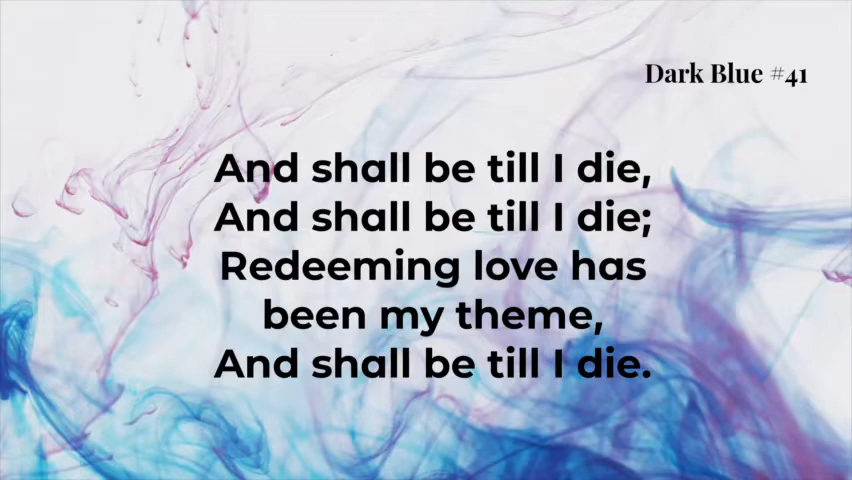 Dark Blue #41
And shall be till I die,
And shall be till I die;
Redeeming love has
been my theme,
And shall be till I die.